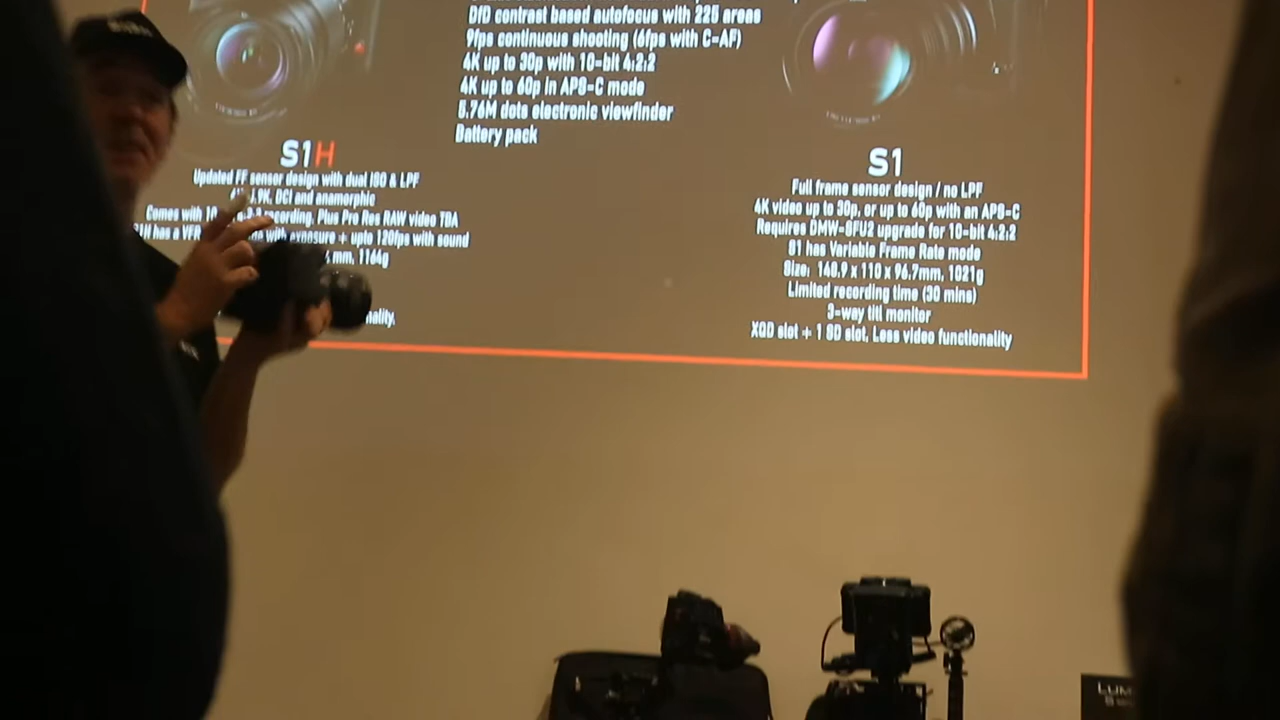 DfD contrast based autofocus with 225 areas
9fps continuous shooting (6fps with C-AF)
4K up to 30p with 10-bit 4:2:2
4K up to 60p in APS-C mode
5.76M dots electronic viewfinder
Battery pack
S1H
Updated FF sensor design with dual ISO & LPF
DCI and anamorphic
Comes with recording. Plus Pro Res RAW video TBA
has a VFR with exposure + upto 120fps with sound
mm, 1164g
S1
Full frame sensor design / no LPF
4K video up to 30p, or up to 60p with an APS-C
Requires DMW-SFU2 upgrade for 10-bit 4:2:2
S1 has Variable Frame Rate mode
Size: 148.9 x 110 x 96.7mm, 1021g
Limited recording time (30 mins)
3-way tilt monitor
XQD slot + 1 SD slot, Less video functionality
LUM